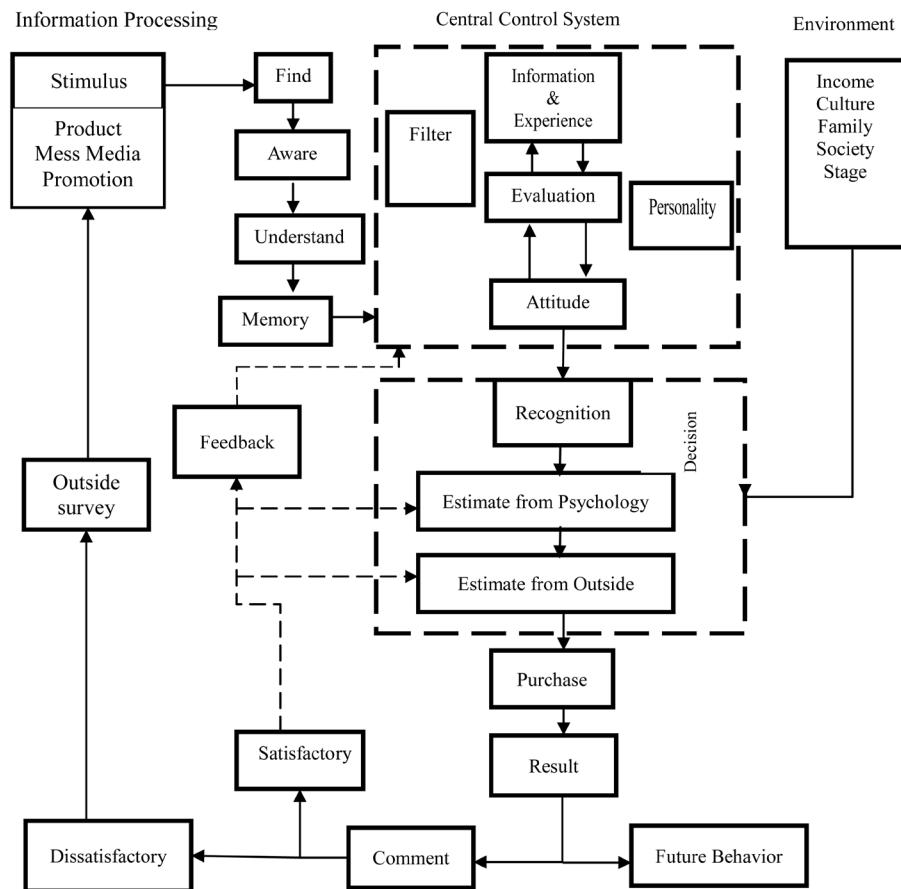 Information Processing
Central Control System
Environment
Stimulus
Product
Mess Media
Promotion
Find
Aware
Understand
Memory
Filter
Information
&
Experience
Evaluation
Personality
Attitude
Income
Culture
Family
Society
Stage
Recognition
Decision
Estimate from Psychology
Estimate from Outside
Feedback
Outside
survey
Purchase
Satisfactory
Result
Dissatisfactory
Comment
Future Behavior